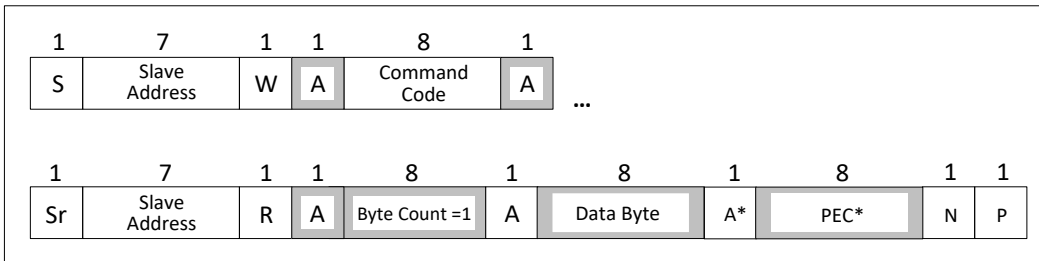 1 7 1 1 8 1
S Slave Address W A Command Code A ...
1 7 1 1 8 1 8 1 8 1 1
Sr Slave Address R A Byte Count =1 A Data Byte A* PEC* N P